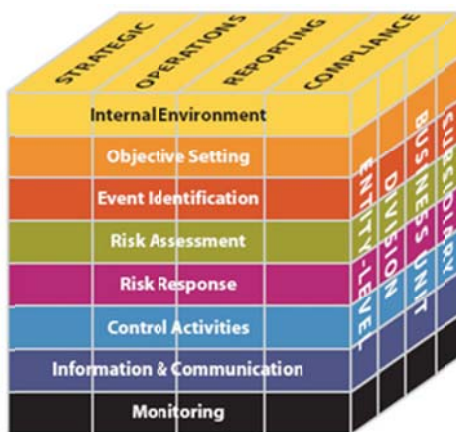 STRATEGIC
OPERATIONS
REPORTING
COMPLIANCE
Internal Environment
Objective Setting
Event Identification
Risk Assessment
Risk Response
Control Activities
Information & Communication
Monitoring
ENTITY-LEVEL
DIVISION
BUSINESS UNIT
SUBSIDIARY